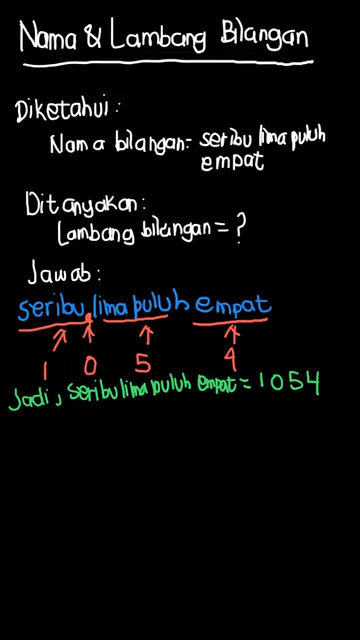 Nama & Lambang Bilangan
Diketahui:
Nama bilangan = seribu lima puluh
empat
Ditanyakan:
Lambang bilangan = ?
Jawab:
seribu, lima puluh empat
1 0 5 4
Jadi, seribu lima puluh empat = 1054